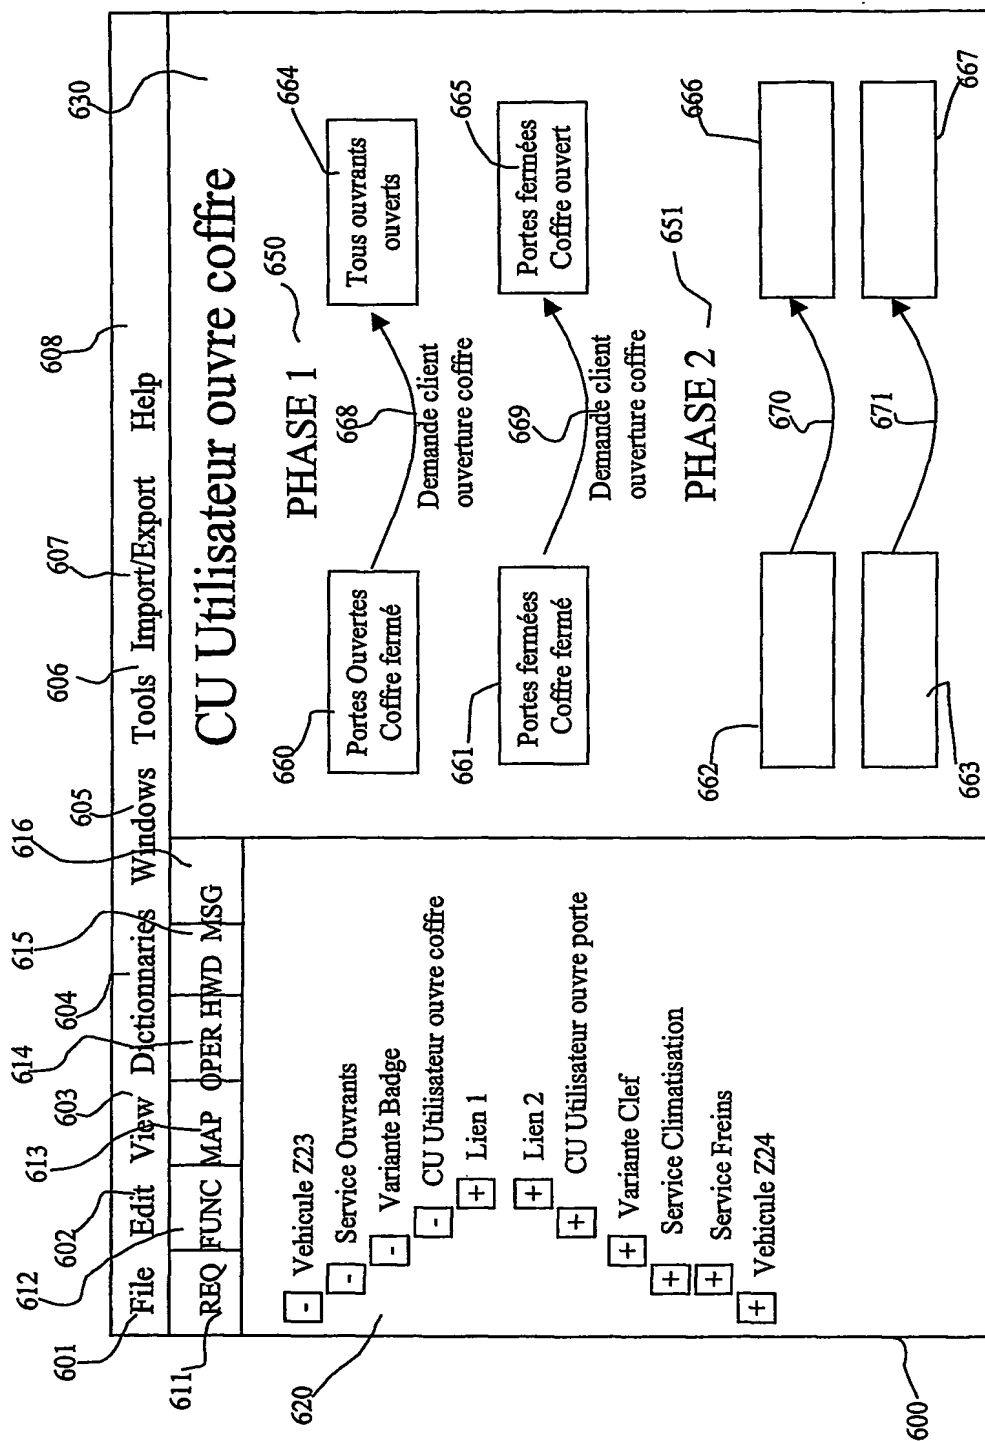 601
602
603
604
605
606
607
608
File Edit View Dictionnaries Windows Tools Import/Export Help
611
612
613
614
615
616
REQ FUNC MAP OPER HWD MSG
620
- Vehicule Z23
- Service Ouvrants
- Variante Badge
- CU Utilisateur ouvre coffre
+ Lien 1
+ Lien 2
+ CU Utilisateur ouvre porte
+ Variante Clef
+ Service Climatisation
+ Service Freins
+ Vehicule Z24
600
630
CU Utilisateur ouvre coffre
PHASE 1
650
660
Portes Ouvertes
Coffre fermé
668
Demande client
ouverture coffre
664
Tous ouvrants
ouverts
661
Portes fermées
Coffre fermé
669
Demande client
ouverture coffre
665
Portes fermées
Coffre ouvert
PHASE 2
651
662
670
666
663
671
667